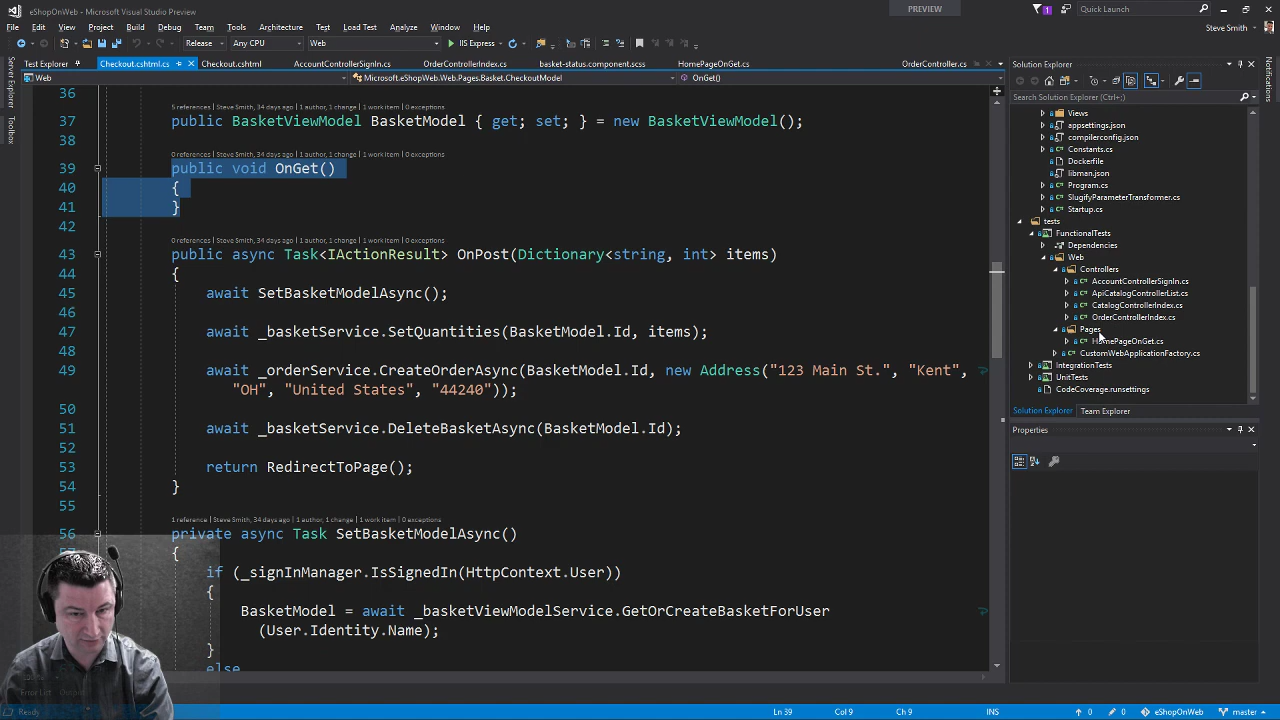 eShopOnWeb - Microsoft Visual Studio Preview
PREVIEW
1
Quick Launch
File Edit View Project Build Debug Team Tools Architecture Test Load Test Analyze Window Help
Steve Smith
Release Any CPU Web IIS Express
Test Explorer Checkout.cshtml.cs Checkout.cshtml AccountControllerSignIn.cs basket-status.component.scss HomePageOnGet.cs OrderController.cs
Web Microsoft.eShopWeb.Web.Pages.Basket.CheckoutModel OnGet()
Server Explorer
Toolbox
36
5 references | Steve Smith, 34 days ago | 1 author, 1 change | 1 work item | 0 exceptions
37 public BasketViewModel BasketModel { get; set; } = new BasketViewModel();
38
0 references | Steve Smith, 34 days ago | 1 author, 1 change | 1 work item | 0 exceptions
39 public void OnGet()
40 {
41 }
42
0 references | Steve Smith, 34 days ago | 1 author, 1 change | 1 work item | 0 exceptions
43 public async Task<IActionResult> OnPost(Dictionary<string, int> items)
44 {
45 await SetBasketModelAsync();
46
47 await _basketService.SetQuantities(BasketModel.Id, items);
48
49 await _orderService.CreateOrderAsync(BasketModel.Id, new Address("123 Main St.", "Kent",
"OH", "United States", "44240"));
50
51 await _basketService.DeleteBasketAsync(BasketModel.Id);
52
53 return RedirectToPage();
54 }
55
1 reference | Steve Smith, 34 days ago | 1 author, 1 change | 1 work item | 0 exceptions
56 private async Task SetBasketModelAsync()
57 {
if (_signInManager.IsSignedIn(HttpContext.User))
{
BasketModel = await _basketViewModelService.GetOrCreateBasketForUser
(User.Identity.Name);
}
else
Error List
Ready
Ln 39 Col 9 Ch 9 INS
0 0 eShopOnWeb master
Solution Explorer
Search Solution Explorer (Ctrl+;)
Views
appsettings.json
compilerconfig.json
Constants.cs
Dockerfile
libman.json
Program.cs
SlugifyParameterTransformer.cs
Startup.cs
tests
FunctionalTests
Dependencies
Web
Controllers
AccountControllerSignIn.cs
ApiCatalogControllerList.cs
CatalogControllerIndex.cs
OrderControllerIndex.cs
Pages
HomePageOnGet.cs
CustomWebApplicationFactory.cs
IntegrationTests
UnitTests
CodeCoverage.runsettings
Solution Explorer Team Explorer
Properties
Notifications